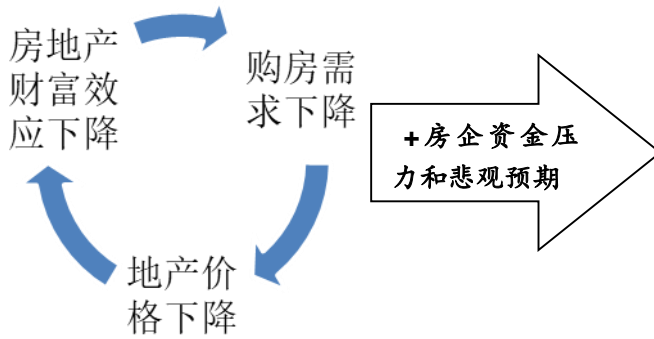 房地产
财富效
应下降
购房需
求下降
地产价
格下降
+房企资金压
力和悲观预期